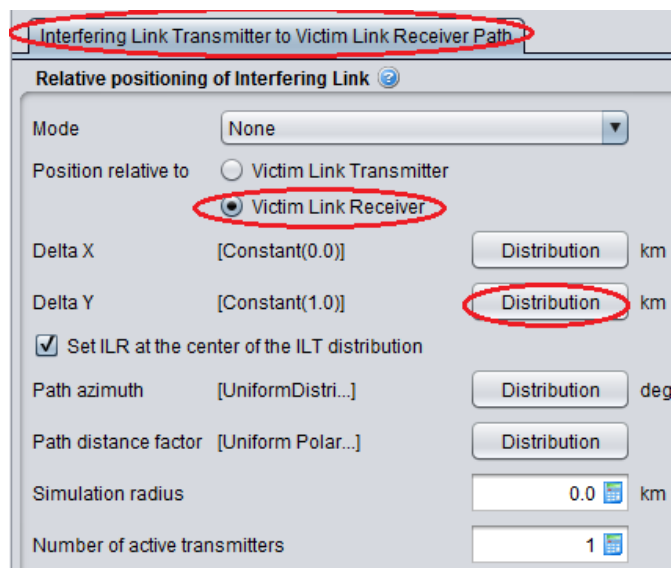 Interfering Link Transmitter to Victim Link Receiver Path
Relative positioning of Interfering Link
Mode None
Position relative to Victim Link Transmitter
Victim Link Receiver
Delta X [Constant(0.0)] Distribution km
Delta Y [Constant(1.0)] Distribution km
Set ILR at the center of the ILT distribution
Path azimuth [UniformDistri...] Distribution deg
Path distance factor [Uniform Polar...] Distribution
Simulation radius 0.0 km
Number of active transmitters 1